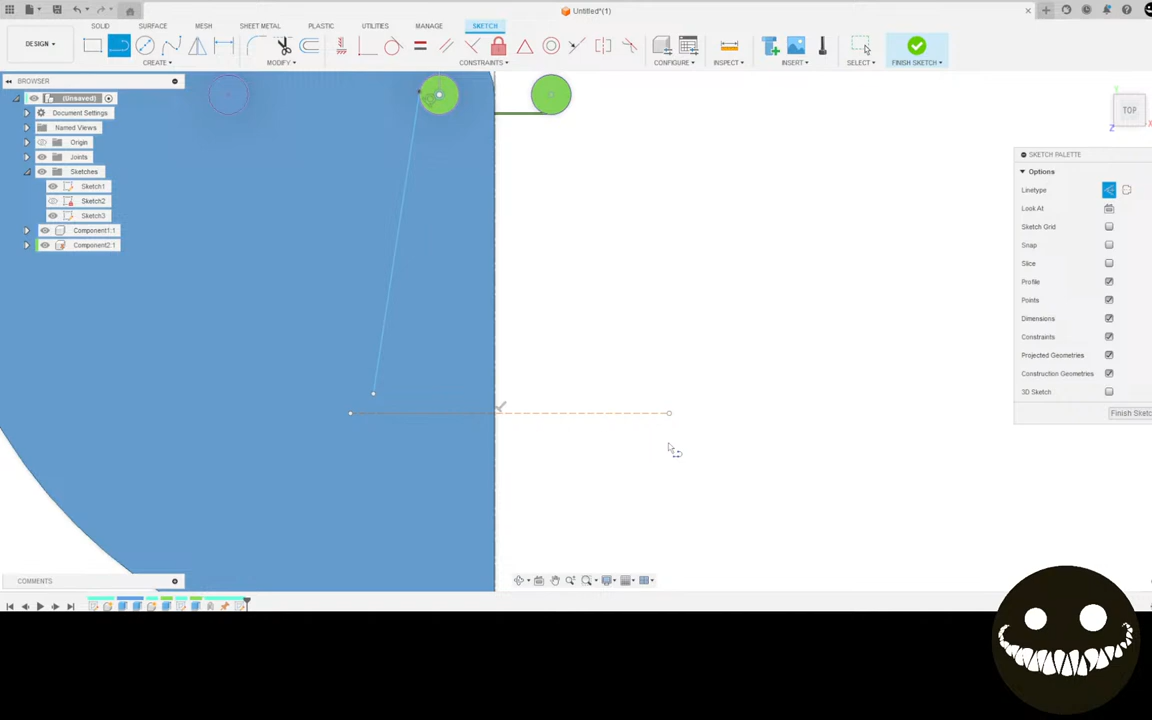 Untitled*(1)
SOLID SURFACE MESH SHEET METAL PLASTIC UTILITIES MANAGE SKETCH
DESIGN
CREATE MODIFY CONSTRAINTS CONFIGURE INSPECT INSERT SELECT FINISH SKETCH
BROWSER
(Unsaved)
Document Settings
Named Views
Origin
Joints
Sketches
Sketch1
Sketch2
Sketch3
Component1:1
Component2:1
TOP
X
Z
Y
SKETCH PALETTE
Options
Linetype
Look At
Sketch Grid
Snap
Slice
Profile
Points
Dimensions
Constraints
Projected Geometries
Construction Geometries
3D Sketch
Finish Sketc
COMMENTS